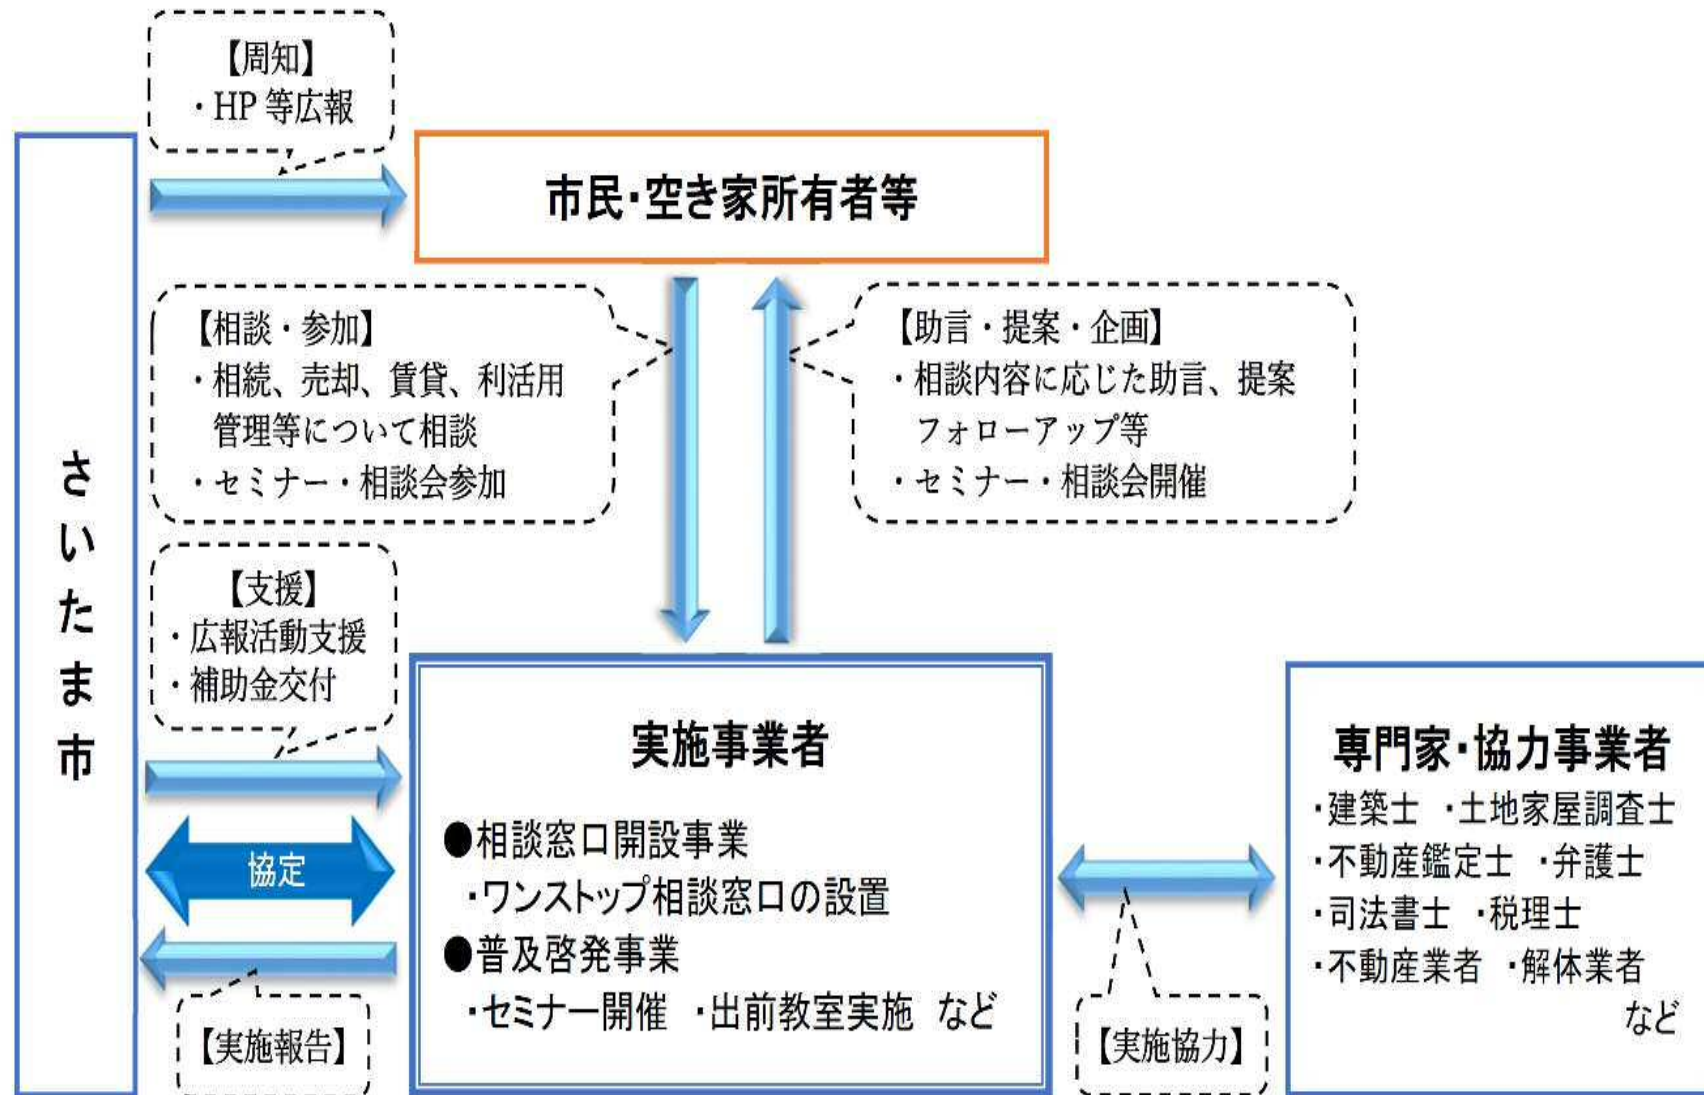 【周知】
・HP 等広報
さいたま市
市民・空き家所有者等
【相談・参加】
・相続、売却、賃貸、利活用
管理等について相談
・セミナー・相談会参加
【助言・提案・企画】
・相談内容に応じた助言、提案
フォローアップ等
・セミナー・相談会開催
【支援】
・広報活動支援
・補助金交付
協定
【実施報告】
実施事業者
●相談窓口開設事業
・ワンストップ相談窓口の設置
●普及啓発事業
・セミナー開催 ・出前教室実施 など
【実施協力】
専門家・協力事業者
・建築士 ・土地家屋調査士
・不動産鑑定士 ・弁護士
・司法書士 ・税理士
・不動産業者 ・解体業者
など